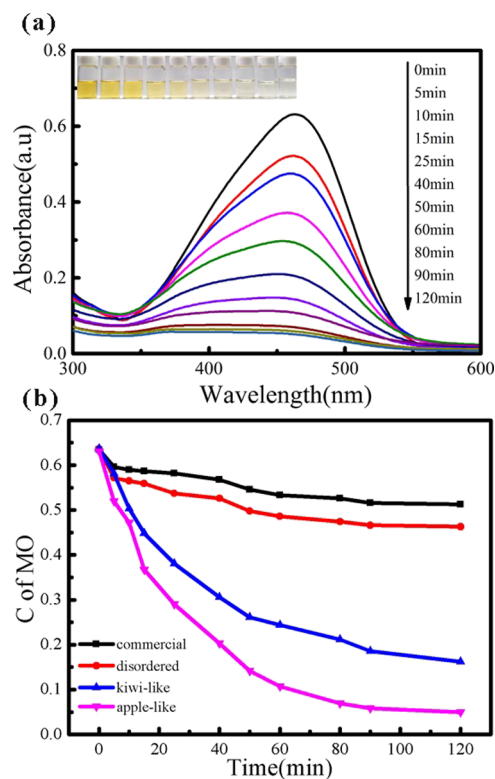 (a)
0.8
0.6
0.4
0.2
0.0
Absorbance(a.u)
0min
5min
10min
15min
25min
40min
50min
60min
80min
90min
120min
300
400
500
600
Wavelength(nm)
(b)
0.7
0.6
0.5
0.4
0.3
0.2
0.1
0.0
C of MO
commercial
disordered
kiwi-like
apple-like
0
20
40
60
80
100
120
Time(min)